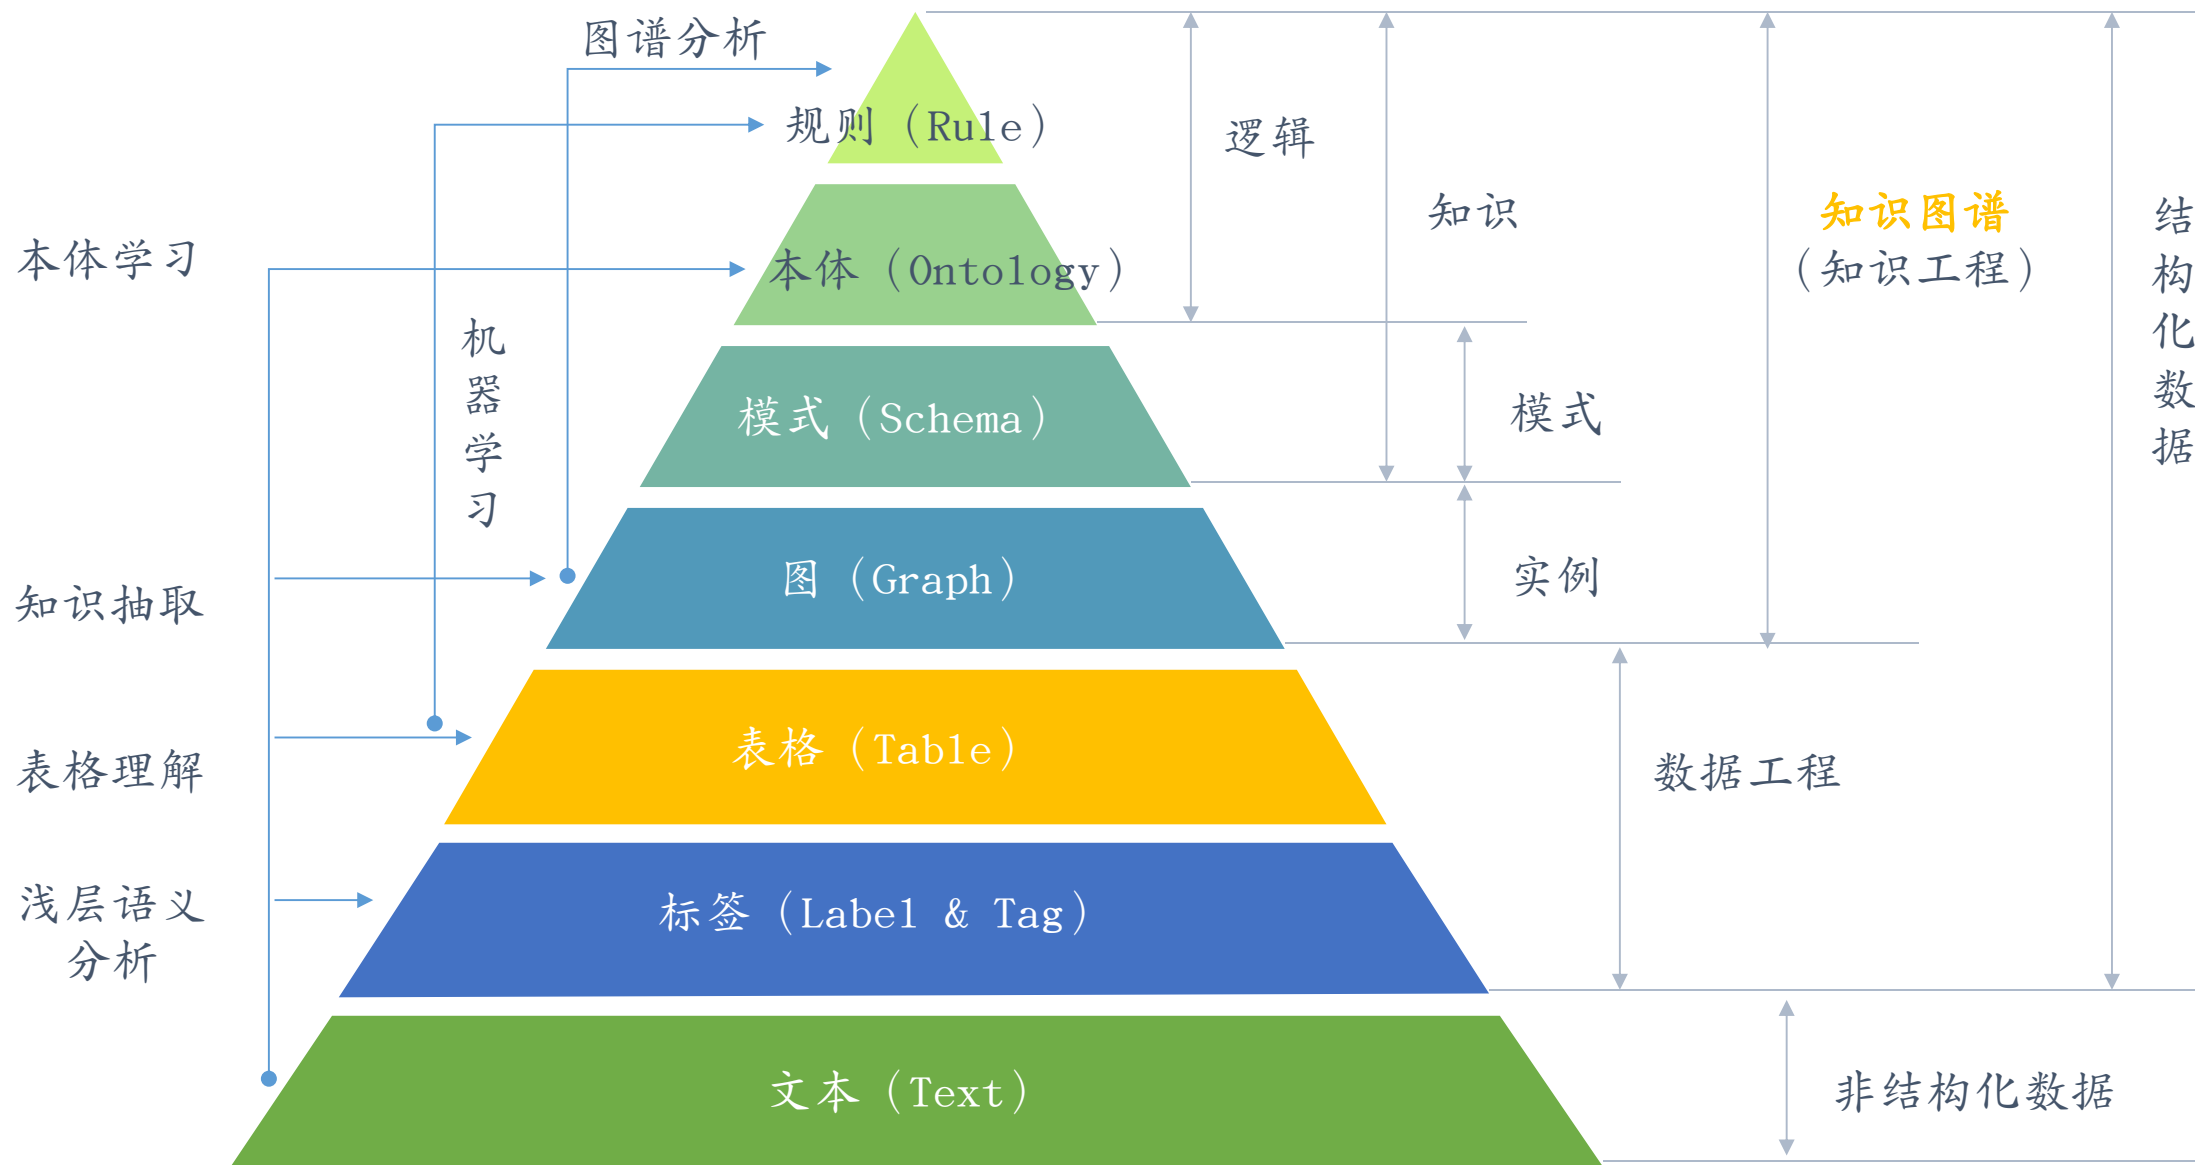 图谱分析
规则（Rule）
逻辑
知识
知识图谱
（知识工程）
结
构
化
数
据
本体学习
本体（Ontology）
机
器
学
习
模式（Schema）
模式
图（Graph）
实例
知识抽取
表格（Table）
表格理解
数据工程
标签（Label & Tag）
浅层语义
分析
文本（Text）
非结构化数据